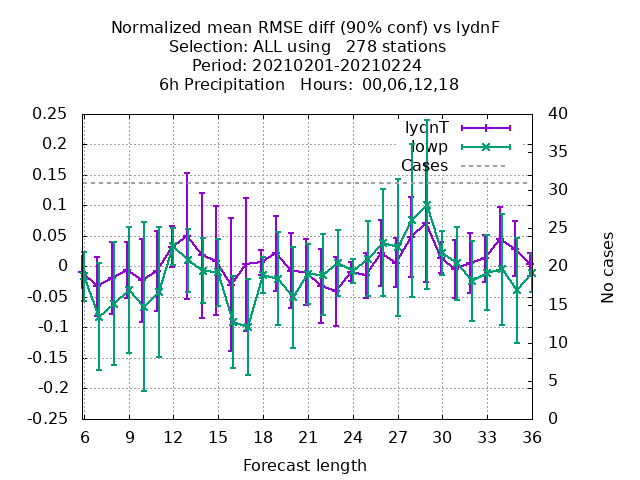 Normalized mean RMSE diff (90% conf) vs lydnF
Selection: ALL using   278 stations
Period: 20210201-20210224
6h Precipitation   Hours:  00,06,12,18
lydnT
lowp
Cases
0.25
0.2
0.15
0.1
0.05
0
-0.05
-0.1
-0.15
-0.2
-0.25
40
35
30
25
20
15
10
5
0
No cases
6 9 12 15 18 21 24 27 30 33 36
Forecast length